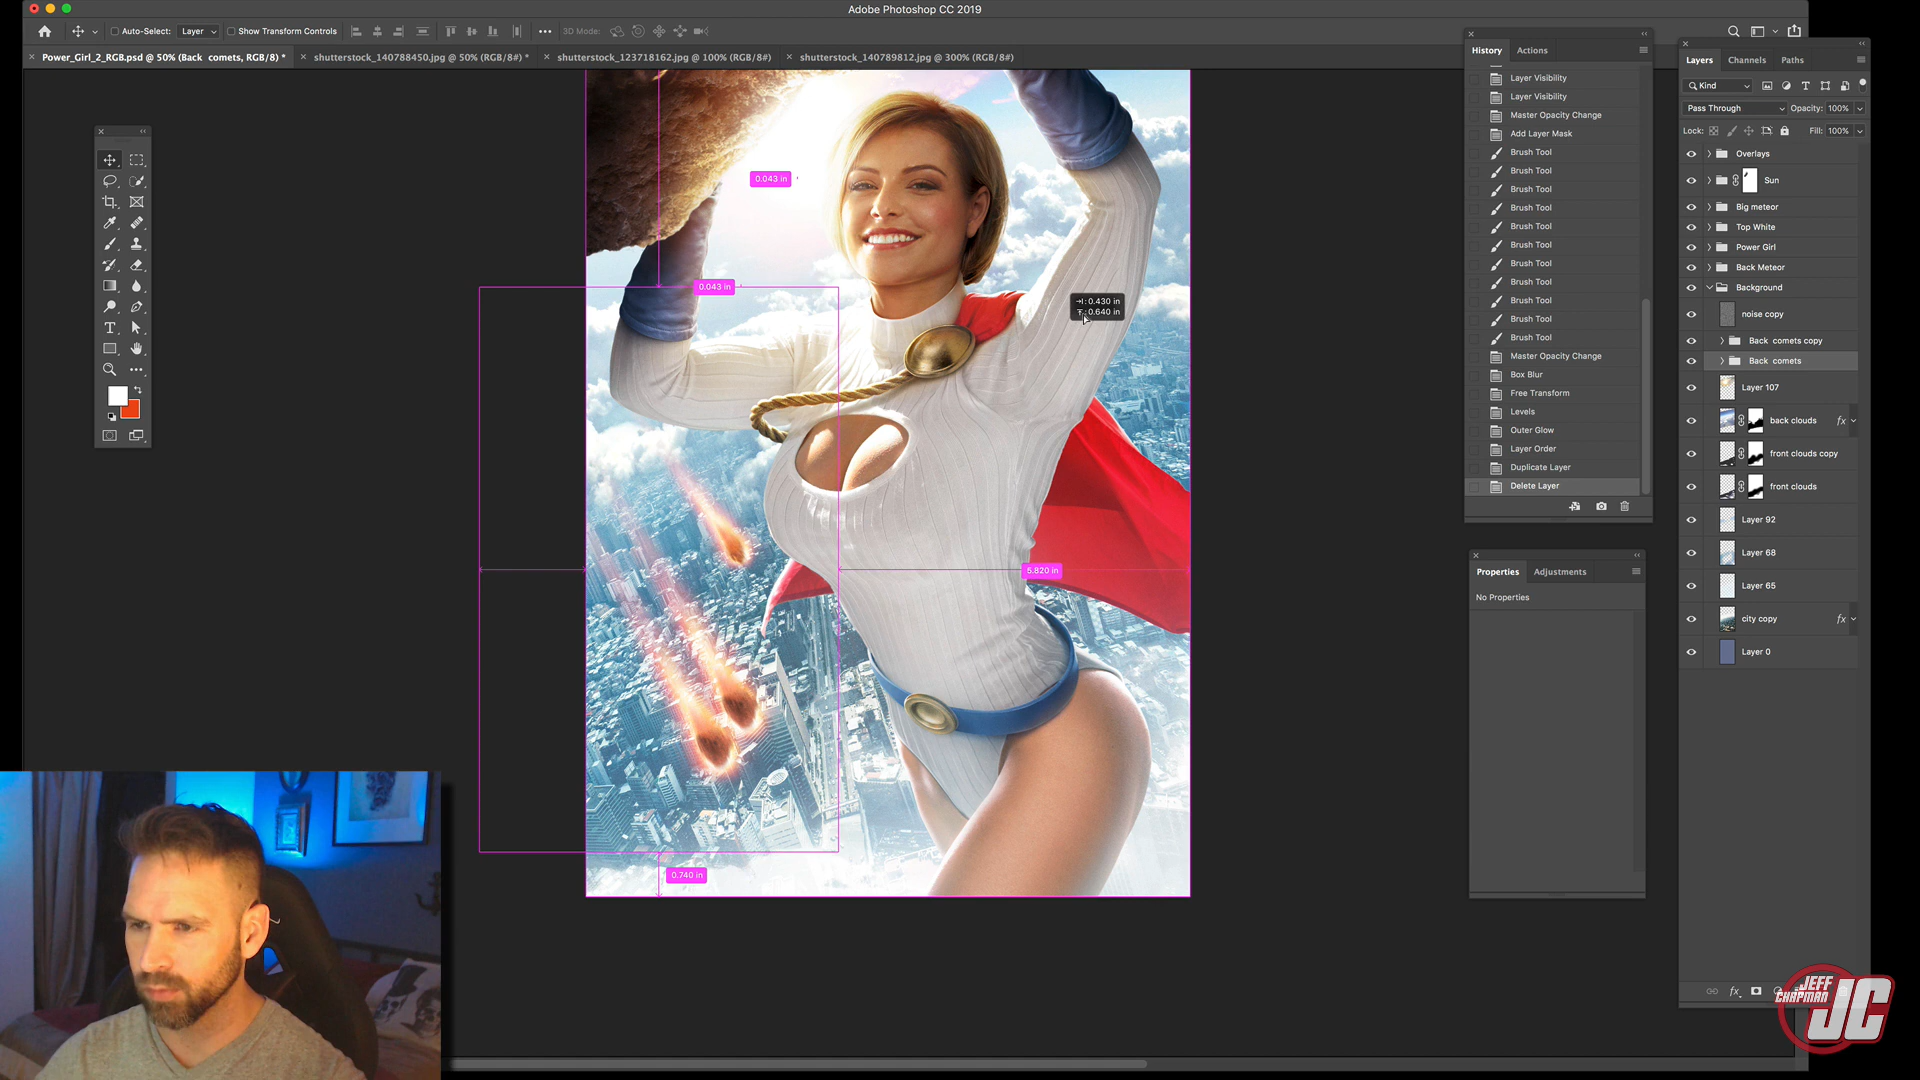 Adobe Photoshop CC 2019
Auto-Select: Layer Show Transform Controls 3D Mode:
Power_Girl_2_RGB.psd @ 50% (Back comets, RGB/8) * shutterstock_140788450.jpg @ 50% (RGB/8#) * shutterstock_123718162.jpg @ 100% (RGB/8#) shutterstock_140789812.jpg @ 300% (RGB/8#)
0.043 in
0.043 in
: 0.430 in
: 0.640 in
5.820 in
0.740 in
T
History Actions
Layer Visibility
Layer Visibility
Master Opacity Change
Add Layer Mask
Brush Tool
Brush Tool
Brush Tool
Brush Tool
Brush Tool
Brush Tool
Brush Tool
Brush Tool
Brush Tool
Brush Tool
Brush Tool
Master Opacity Change
Box Blur
Free Transform
Levels
Outer Glow
Layer Order
Duplicate Layer
Delete Layer
Properties Adjustments
No Properties
Layers Channels Paths
Kind T
Pass Through Opacity: 100%
Lock: Fill: 100%
Overlays
Sun
Big meteor
Top White
Power Girl
Back Meteor
Background
noise copy
Back comets copy
Back comets
Layer 107
back clouds fx
front clouds copy
front clouds
Layer 92
Layer 68
Layer 65
city copy fx
Layer 0
fx
JEFF
CHAPMAN
JC